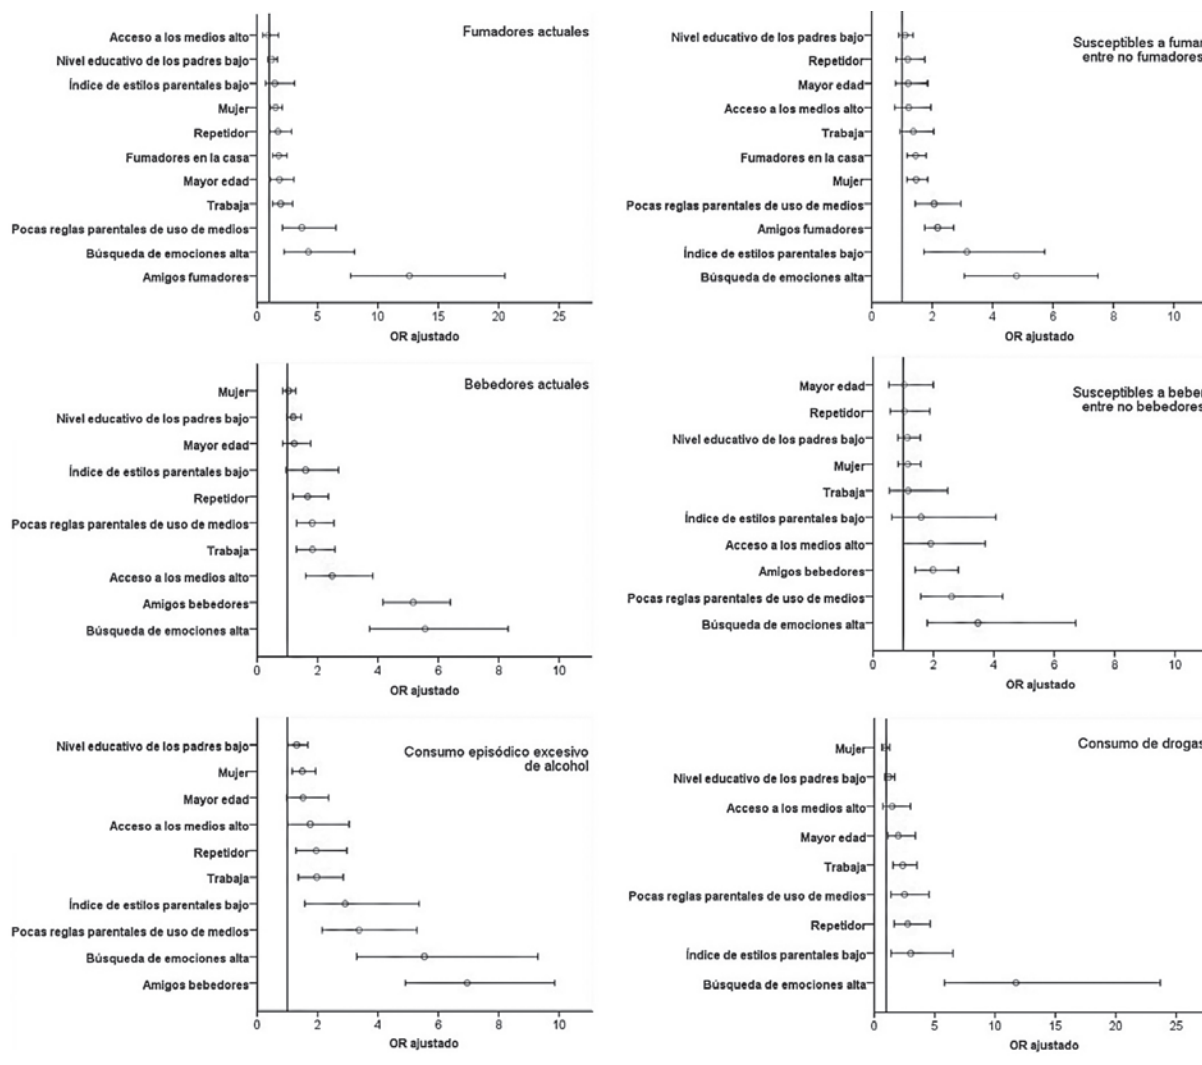 Fumadores actuales
Acceso a los medios alto
Nivel educativo de los padres bajo
Índice de estilos parentales bajo
Mujer
Repetidor
Fumadores en la casa
Mayor edad
Trabaja
Pocas reglas parentales de uso de medios
Búsqueda de emociones alta
Amigos fumadores
0 5 10 15 20 25
OR ajustado
Susceptibles a fumar
entre no fumadores
Nivel educativo de los padres bajo
Repetidor
Mayor edad
Acceso a los medios alto
Trabaja
Fumadores en la casa
Mujer
Pocas reglas parentales de uso de medios
Amigos fumadores
Índice de estilos parentales bajo
Búsqueda de emociones alta
0 2 4 6 8 10
OR ajustado
Bebedores actuales
Mujer
Nivel educativo de los padres bajo
Mayor edad
Índice de estilos parentales bajo
Repetidor
Pocas reglas parentales de uso de medios
Trabaja
Acceso a los medios alto
Amigos bebedores
Búsqueda de emociones alta
0 2 4 6 8 10
OR ajustado
Susceptibles a beber
entre no bebedores
Mayor edad
Repetidor
Nivel educativo de los padres bajo
Mujer
Trabaja
Índice de estilos parentales bajo
Acceso a los medios alto
Amigos bebedores
Pocas reglas parentales de uso de medios
Búsqueda de emociones alta
0 2 4 6 8 10
OR ajustado
Consumo episódico excesivo
de alcohol
Nivel educativo de los padres bajo
Mujer
Mayor edad
Acceso a los medios alto
Repetidor
Trabaja
Índice de estilos parentales bajo
Pocas reglas parentales de uso de medios
Búsqueda de emociones alta
Amigos bebedores
0 2 4 6 8 10
OR ajustado
Consumo de drogas
Mujer
Nivel educativo de los padres bajo
Acceso a los medios alto
Mayor edad
Trabaja
Pocas reglas parentales de uso de medios
Repetidor
Índice de estilos parentales bajo
Búsqueda de emociones alta
0 5 10 15 20 25
OR ajustado